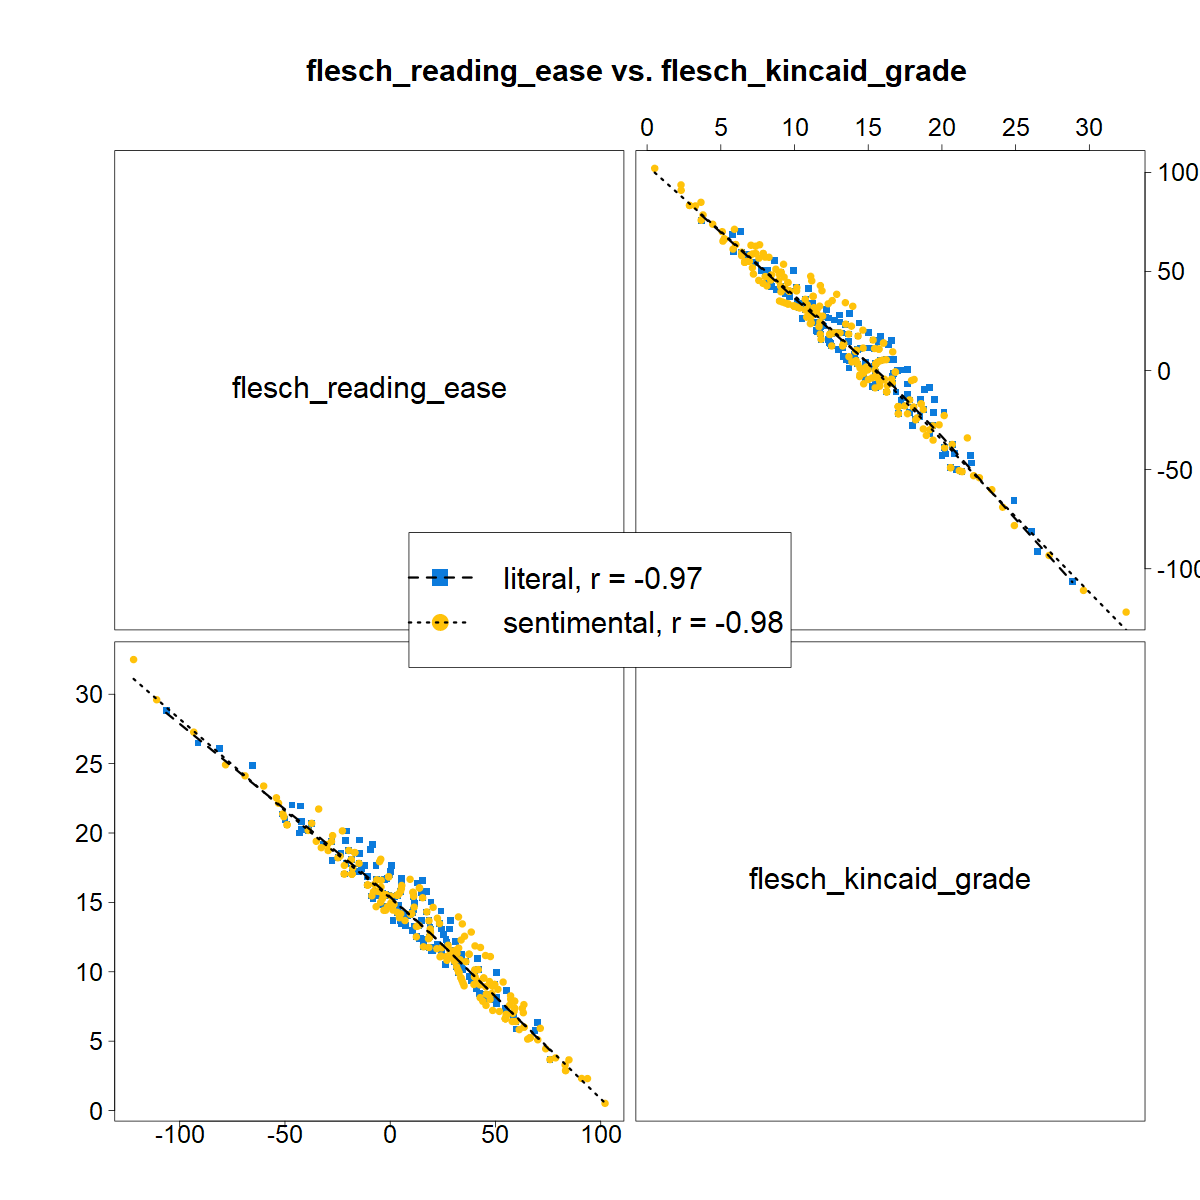 flesch_reading_ease vs. flesch_kincaid_grade
0 5 10 15 20 25 30
100
50
0
-50
-100
flesch_reading_ease
literal, r = -0.97
sentimental, r = -0.98
30
25
20
15
10
5
0
flesch_kincaid_grade
-100 -50 0 50 100